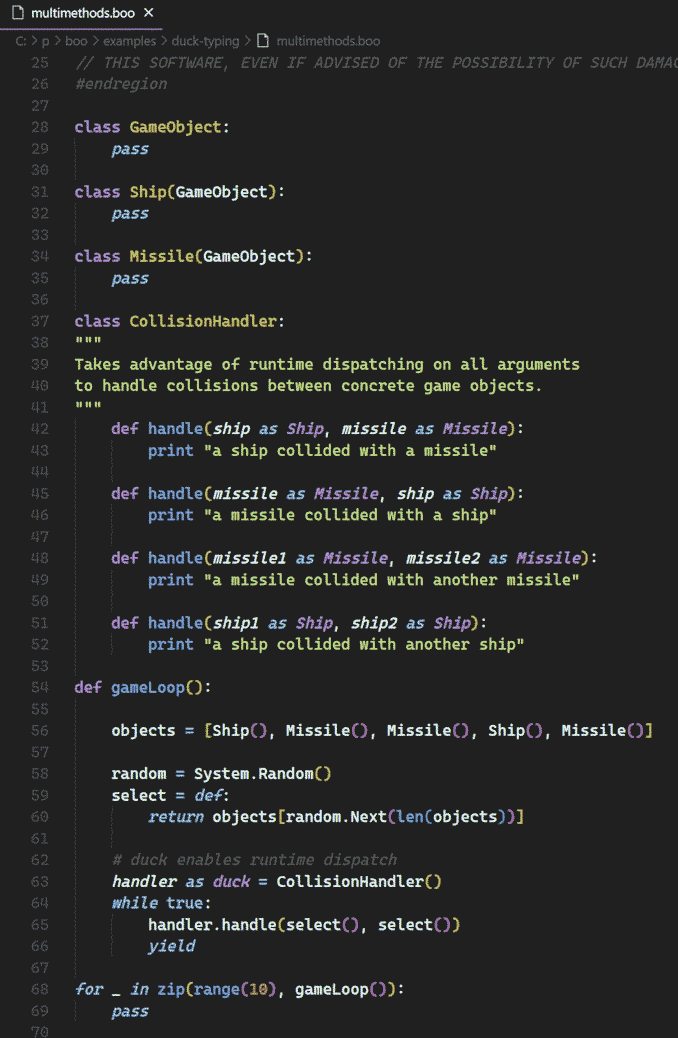 multimethods.boo ×
C: > p > boo > examples > duck-typing > multimethods.boo
25 // THIS SOFTWARE, EVEN IF ADVISED OF THE POSSIBILITY OF SUCH DAMAG
26 #endregion
27
28 class GameObject:
29     pass
30
31 class Ship(GameObject):
32     pass
33
34 class Missile(GameObject):
35     pass
36
37 class CollisionHandler:
38 """
39 Takes advantage of runtime dispatching on all arguments
40 to handle collisions between concrete game objects.
41 """
42     def handle(ship as Ship, missile as Missile):
43         print "a ship collided with a missile"
44
45     def handle(missile as Missile, ship as Ship):
46         print "a missile collided with a ship"
47
48     def handle(missile1 as Missile, missile2 as Missile):
49         print "a missile collided with another missile"
50
51     def handle(ship1 as Ship, ship2 as Ship):
52         print "a ship collided with another ship"
53
54 def gameLoop():
55
56     objects = [Ship(), Missile(), Missile(), Ship(), Missile()]
57
58     random = System.Random()
59     select = def:
60         return objects[random.Next(len(objects))]
61
62     # duck enables runtime dispatch
63     handler as duck = CollisionHandler()
64     while true:
65         handler.handle(select(), select())
66         yield
67
68 for _ in zip(range(10), gameLoop()):
69     pass
70